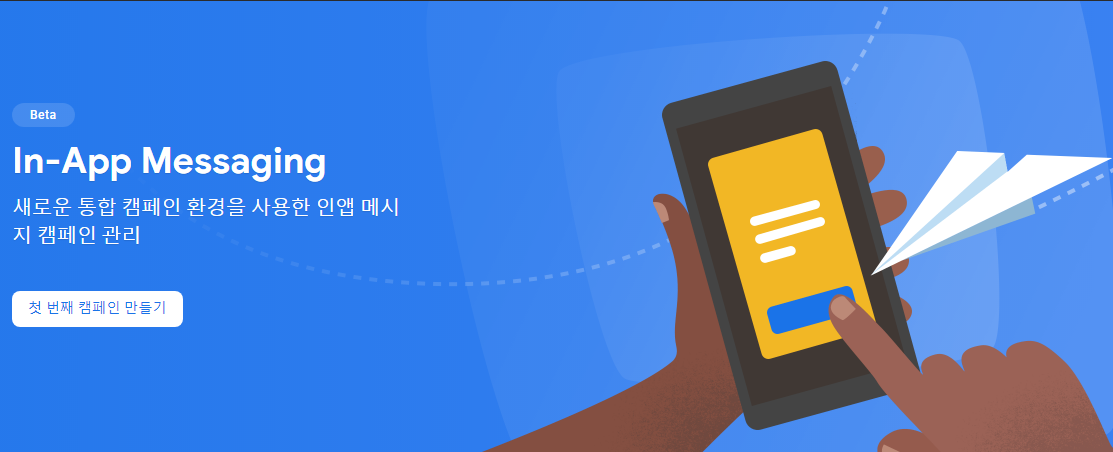 Beta
In-App Messaging
새로운 통합 캠페인 환경을 사용한 인앱 메시
지 캠페인 관리
첫 번째 캠페인 만들기